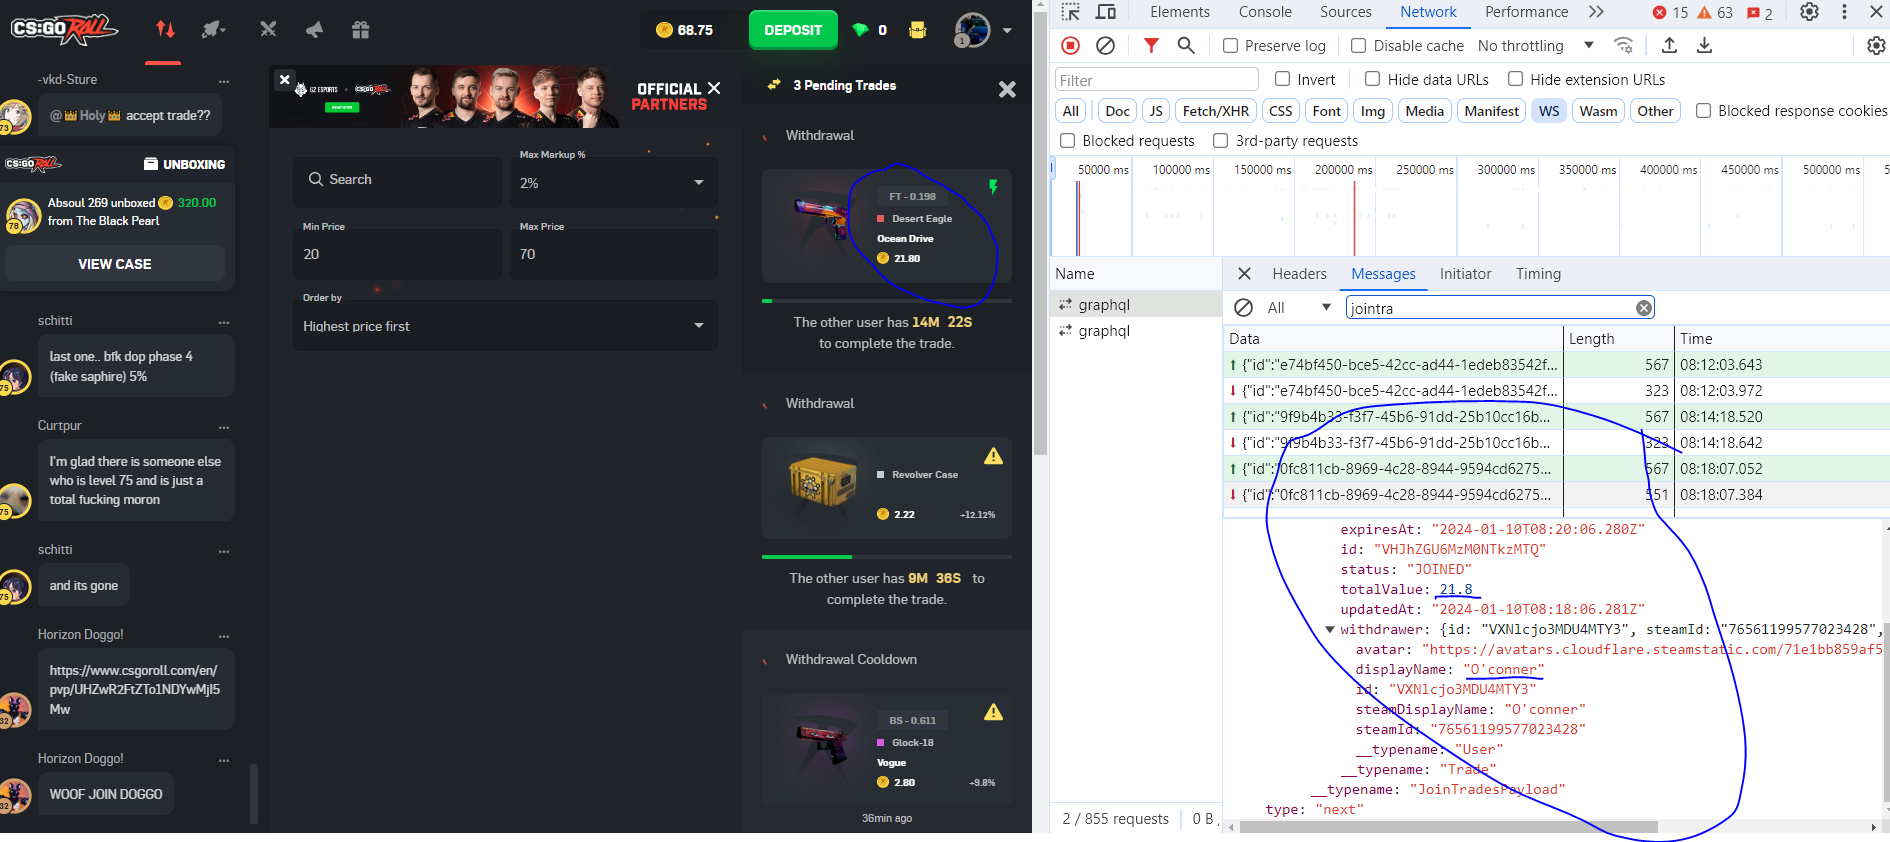 CS:GO ROLL
68.75
DEPOSIT
0
1
-vkd-Sture
...
73
@ 👑 Holy 👑 accept trade??
CS:GO ROLL
UNBOXING
78
Absoul 269 unboxed 320.00
from The Black Pearl
VIEW CASE
schitti
...
75
last one.. bfk dop phase 4
(fake saphire) 5%
Curtpur
...
75
I'm glad there is someone else
who is level 75 and is just a
total fucking moron
schitti
...
75
and its gone
Horizon Doggo!
...
32
https://www.csgoroll.com/en/
pvp/UHZwR2FtZTo1NDYwMjI5
Mw
Horizon Doggo!
...
32
WOOF JOIN DOGGO
G2 ESPORTS
CS:GO ROLL
READ MORE
OFFICIAL
PARTNERS
Search
Max Markup %
2%
Min Price
20
Max Price
70
Order by
Highest price first
3 Pending Trades
Withdrawal
FT - 0.198
Desert Eagle
Ocean Drive
21.80
The other user has 14M 22S
to complete the trade.
Withdrawal
Revolver Case
2.22
+12.12%
The other user has 9M 36S to
complete the trade.
Withdrawal Cooldown
BS - 0.611
Glock-18
Vogue
2.80
+9.8%
36min ago
Elements Console Sources Network Performance
15 63 2
Preserve log Disable cache No throttling
Filter
Invert Hide data URLs Hide extension URLs
All Doc JS Fetch/XHR CSS Font Img Media Manifest WS Wasm Other Blocked response cookies
Blocked requests 3rd-party requests
50000 ms 100000 ms 150000 ms 200000 ms 250000 ms 300000 ms 350000 ms 400000 ms 450000 ms 500000 ms 5
Name
graphql
graphql
Headers Messages Initiator Timing
All
jointra
Data Length Time
{"id":"e74bf450-bce5-42cc-ad44-1edeb83542f... 567 08:12:03.643
{"id":"e74bf450-bce5-42cc-ad44-1edeb83542f... 323 08:12:03.972
{"id":"9f9b4b33-f3f7-45b6-91dd-25b10cc16b... 567 08:14:18.520
{"id":"9f9b4b33-f3f7-45b6-91dd-25b10cc16b... 323 08:14:18.642
{"id":"0fc811cb-8969-4c28-8944-9594cd6275... 567 08:18:07.052
{"id":"0fc811cb-8969-4c28-8944-9594cd6275... 551 08:18:07.384
expiresAt: "2024-01-10T08:20:06.280Z"
id: "VHJhZGU6MzM0NTkzMTQ"
status: "JOINED"
totalValue: 21.8
updatedAt: "2024-01-10T08:18:06.281Z"
withdrawer: {id: "VXNlcjo3MDU4MTY3", steamId: "76561199577023428",
avatar: "https://avatars.cloudflare.steamstatic.com/71e1bb859af5
displayName: "O'conner"
id: "VXNlcjo3MDU4MTY3"
steamDisplayName: "O'conner"
steamId: "76561199577023428"
__typename: "User"
__typename: "Trade"
__typename: "JoinTradesPayload"
type: "next"
2 / 855 requests 0 B